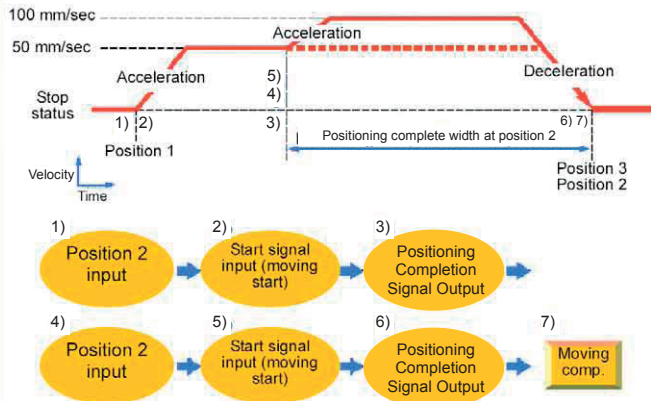 100 mm/sec
50 mm/sec
Acceleration
Acceleration
Deceleration
Stop
status
5)
4)
1) 2)
3)
6) 7)
Position 1
Positioning complete width at position 2
Position 3
Position 2
Velocity
Time
1)
Position 2
input
2)
Start signal
input (moving
start)
3)
Positioning
Completion
Signal Output
4)
Position 2
input
5)
Start signal
input (moving
start)
6)
Positioning
Completion
Signal Output
7)
Moving
comp.